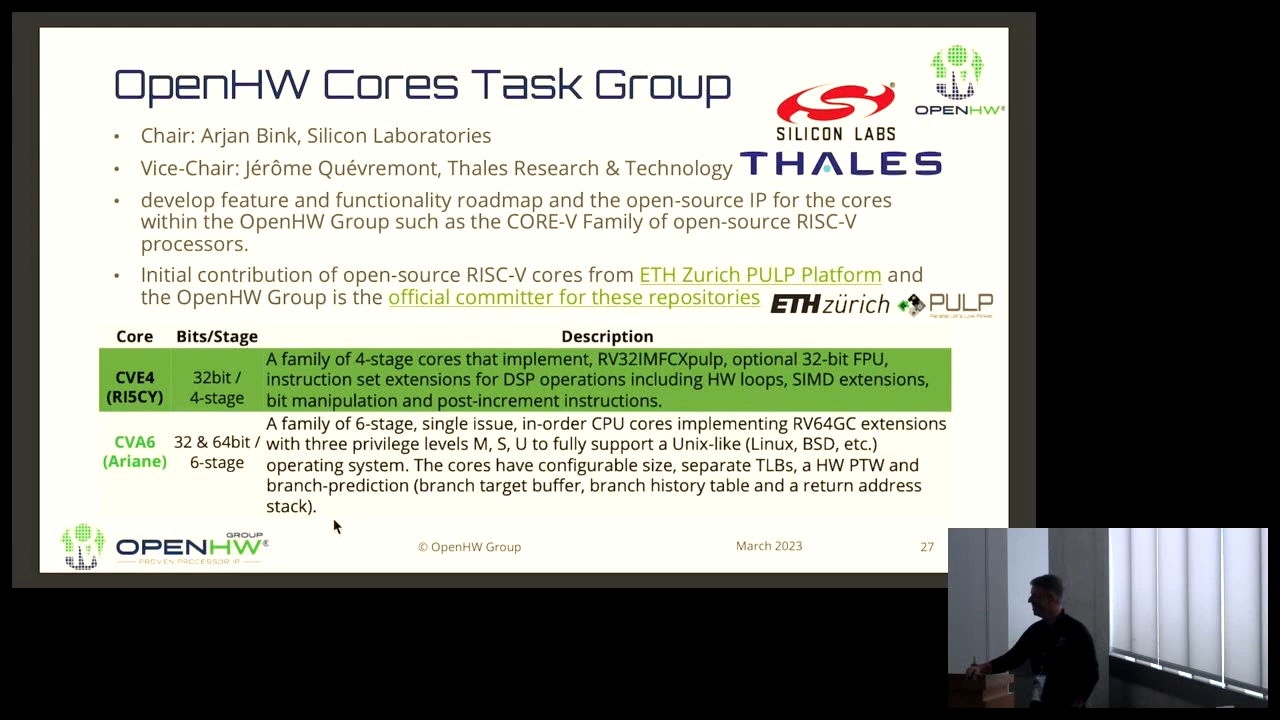 OpenHW Cores Task Group
SILICON LABS
OPENHW®
THALES
• Chair: Arjan Bink, Silicon Laboratories
• Vice-Chair: Jérôme Quévremont, Thales Research & Technology
• develop feature and functionality roadmap and the open-source IP for the cores
within the OpenHW Group such as the CORE-V Family of open-source RISC-V
processors.
• Initial contribution of open-source RISC-V cores from ETH Zurich PULP Platform and
the OpenHW Group is the official committer for these repositories
ETH zürich
PULP
Parallel Ultra Low Power
Core Bits/Stage Description
CVE4
(RI5CY)
32bit /
4-stage
A family of 4-stage cores that implement, RV32IMFCXpulp, optional 32-bit FPU,
instruction set extensions for DSP operations including HW loops, SIMD extensions,
bit manipulation and post-increment instructions.
CVA6
(Ariane)
32 & 64bit /
6-stage
A family of 6-stage, single issue, in-order CPU cores implementing RV64GC extensions
with three privilege levels M, S, U to fully support a Unix-like (Linux, BSD, etc.)
operating system. The cores have configurable size, separate TLBs, a HW PTW and
branch-prediction (branch target buffer, branch history table and a return address
stack).
GROUP
OPENHW®
PROVEN PROCESSOR IP
© OpenHW Group
March 2023
27